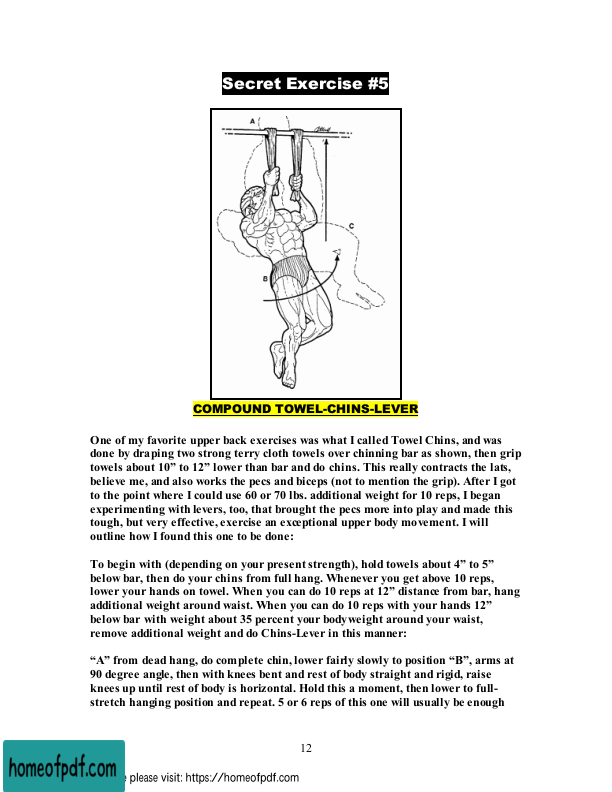 Secret Exercise #5
A
C
B
COMPOUND TOWEL-CHINS-LEVER
One of my favorite upper back exercises was what I called Towel Chins, and was
done by draping two strong terry cloth towels over chinning bar as shown, then grip
towels about 10” to 12” lower than bar and do chins. This really contracts the lats,
believe me, and also works the pecs and biceps (not to mention the grip). After I got
to the point where I could use 60 or 70 lbs. additional weight for 10 reps, I began
experimenting with levers, too, that brought the pecs more into play and made this
tough, but very effective, exercise an exceptional upper body movement. I will
outline how I found this one to be done:
To begin with (depending on your present strength), hold towels about 4” to 5”
below bar, then do your chins from full hang. Whenever you get above 10 reps,
lower your hands on towel. When you can do 10 reps at 12” distance from bar, hang
additional weight around waist. When you can do 10 reps with your hands 12”
below bar with weight about 35 percent your bodyweight around your waist,
remove additional weight and do Chins-Lever in this manner:
“A” from dead hang, do complete chin, lower fairly slowly to position “B”, arms at
90 degree angle, then with knees bent and rest of body straight and rigid, raise
knees up until rest of body is horizontal. Hold this a moment, then lower to full-
stretch hanging position and repeat. 5 or 6 reps of this one will usually be enough
12
homeofpdf.com
please visit: https://homeofpdf.com